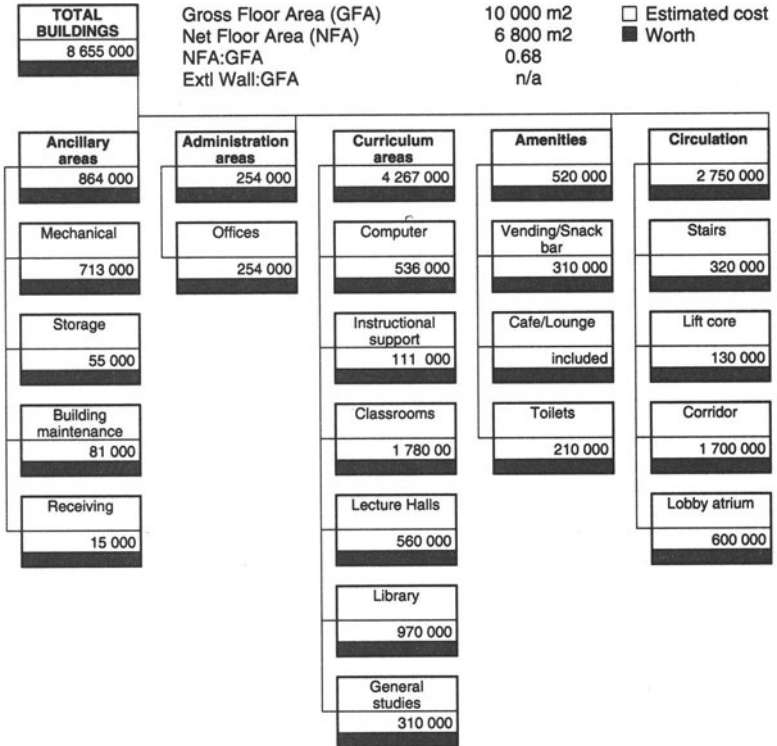 TOTAL
BUILDINGS
8 655 000
Gross Floor Area (GFA) 10 000 m2
Net Floor Area (NFA) 6 800 m2
NFA:GFA 0.68
Extl Wall:GFA n/a
Estimated cost
Worth
Ancillary
areas
864 000
Mechanical
713 000
Storage
55 000
Building
maintenance
81 000
Receiving
15 000
Administration
areas
254 000
Offices
254 000
Curriculum
areas
4 267 000
Computer
536 000
Instructional
support
111 000
Classrooms
1 780 00
Lecture Halls
560 000
Library
970 000
General
studies
310 000
Amenities
520 000
Vending/Snack
bar
310 000
Cafe/Lounge
included
Toilets
210 000
Circulation
2 750 000
Stairs
320 000
Lift core
130 000
Corridor
1 700 000
Lobby atrium
600 000